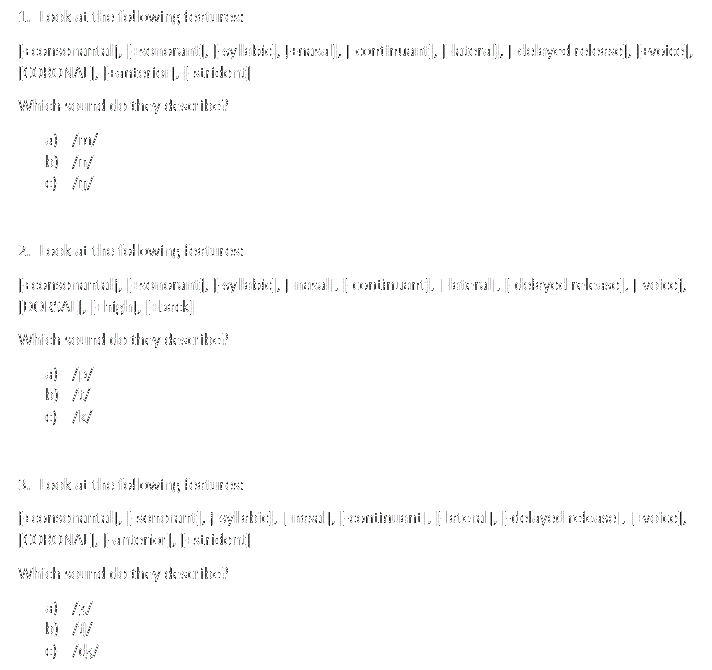 1. Look at the following features:
[+consonantal], [+sonorant], [-syllabic], [+nasal], [-continuant], [-lateral], [-delayed release], [+voice],
[CORONAL], [+anterior], [-strident]
Which sound do they describe?
a) /m/
b) /n/
c) /ŋ/
2. Look at the following features:
[+consonantal], [+sonorant], [-syllabic], [-nasal], [-continuant], [-lateral], [-delayed release], [-voice],
[DORSAL], [+high], [+back]
Which sound do they describe?
a) /p/
b) /t/
c) /k/
3. Look at the following features:
[+consonantal], [-sonorant], [-syllabic], [-nasal], [-continuant], [-lateral], [+delayed release], [+voice],
[CORONAL], [-anterior], [+strident]
Which sound do they describe?
a) /ʒ/
b) /ʧ/
c) /ʤ/